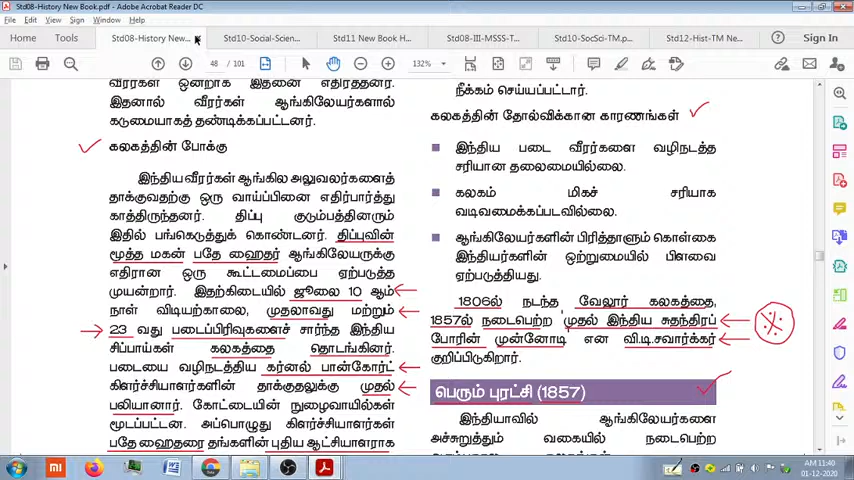 Std08-History New Book.pdf - Adobe Acrobat Reader DC
File Edit View Sign Window Help
Home Tools Std08-History New... Std10-Social-Scien... Std11 New Book H... Std08-III-MSSS-T... Std10-SocSci-TM.p... Std12-Hist-TM Ne... Sign In
48 / 101 132%
வீரர்கள் ஒன்றாக இதனை எதிர்த்தனர்.
இதனால் வீரர்கள் ஆங்கிலேயர்களால்
கடுமையாகத் தண்டிக்கப்பட்டனர்.
கலகத்தின் போக்கு
இந்திய வீரர்கள் ஆங்கில அலுவலர்களைத்
தாக்குவதற்கு ஒரு வாய்ப்பினை எதிர்பார்த்து
காத்திருந்தனர். திப்பு குடும்பத்தினரும்
இதில் பங்கெடுத்துக் கொண்டனர். திப்புவின்
மூத்த மகன் பதே ஹைதர் ஆங்கிலேயருக்கு
எதிரான ஒரு கூட்டமைப்பை ஏற்படுத்த
முயன்றார். இதற்கிடையில் ஜூலை 10 ஆம்
நாள் விடியற்காலை, முதலாவது மற்றும்
23 வது படைப்பிரிவுகளைச் சார்ந்த இந்திய
சிப்பாய்கள் கலகத்தை தொடங்கினர்.
படையை வழிநடத்திய கர்னல் பான்கோர்ட்
கிளர்ச்சியாளர்களின் தாக்குதலுக்கு முதல்
பலியானார். கோட்டையின் நுழைவாயில்கள்
மூடப்பட்டன. அப்பொழுது கிளர்ச்சியாளர்கள்
பதே ஹைதரை தங்களின் புதிய ஆட்சியாளராக
நீக்கம் செய்யப்பட்டார்.
கலகத்தின் தோல்விக்கான காரணங்கள்
■ இந்திய படை வீரர்களை வழிநடத்த
சரியான தலைமையில்லை.
■ கலகம் மிகச் சரியாக
வடிவமைக்கப்படவில்லை.
■ ஆங்கிலேயர்களின் பிரித்தாளும் கொள்கை
இந்தியர்களின் ஒற்றுமையில் பிளவை
ஏற்படுத்தியது.
1806ல் நடந்த வேலூர் கலகத்தை,
1857ல் நடைபெற்ற முதல் இந்திய சுதந்திரப்
போரின் முன்னோடி என வி.டி.சவார்க்கர்
குறிப்பிடுகிறார்.
பெரும் புரட்சி (1857)
இந்தியாவில் ஆங்கிலேயர்களை
அச்சுறுத்தும் வகையில் நடைபெற்ற
AM 11:40
01-12-2020